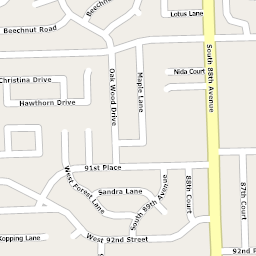 Beechnut
Lotus Lane
Beechnut Road
South 88th Avenue
Nida Court
Christina Drive
Oak Wood Drive
Maple Lane
Hawthorn Drive
91st Place
West Forest Lane
Sandra Lane
South 89th Avenue
88th Court
87th Court
West 92nd Street
Kopping Lane
92nd P